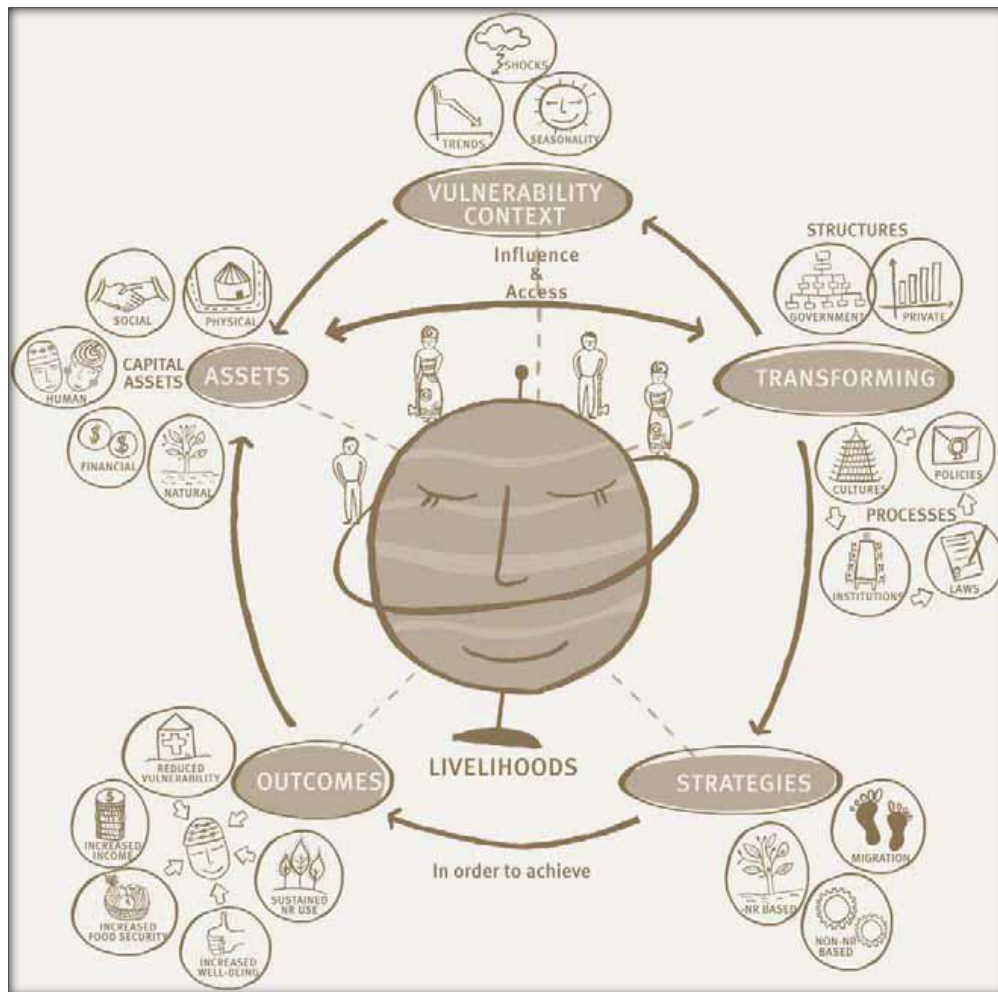 SHOCKS
TRENDS
SEASONALITY
VULNERABILITY
CONTEXT
Influence
&
Access
STRUCTURES
GOVERNMENT
PRIVATE
SOCIAL
PHYSICAL
HUMAN
CAPITAL
ASSETS
ASSETS
FINANCIAL
NATURAL
TRANSFORMING
CULTURES
POLICIES
PROCESSES
INSTITUTIONS
LAWS
LIVELIHOODS
OUTCOMES
REDUCED
VULNERABILITY
INCREASED
INCOME
INCREASED
FOOD SECURITY
INCREASED
WELL-BEING
SUSTAINED
NR USE
In order to achieve
STRATEGIES
-NR BASED
MIGRATION
NON-NR
BASED